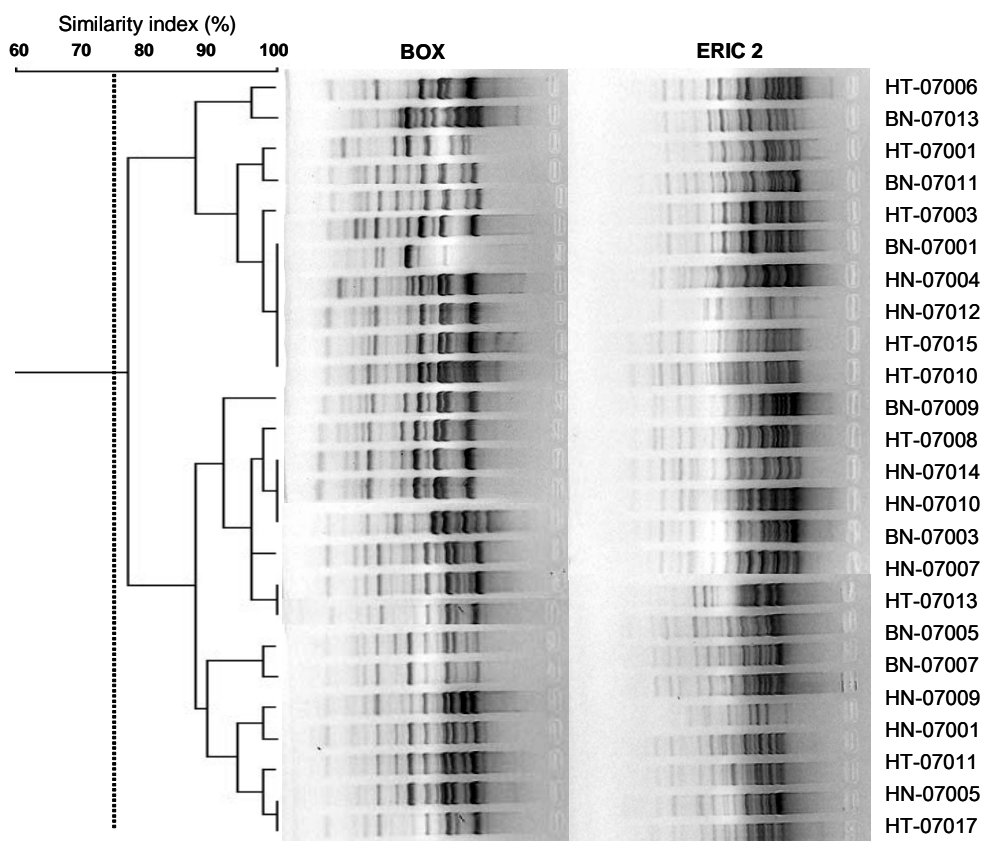 Similarity index (%)
60 70 80 90 100 BOX ERIC 2
HT-07006
BN-07013
HT-07001
BN-07011
HT-07003
BN-07001
HN-07004
HN-07012
HT-07015
HT-07010
BN-07009
HT-07008
HN-07014
HN-07010
BN-07003
HN-07007
HT-07013
BN-07005
BN-07007
HN-07009
HN-07001
HT-07011
HN-07005
HT-07017